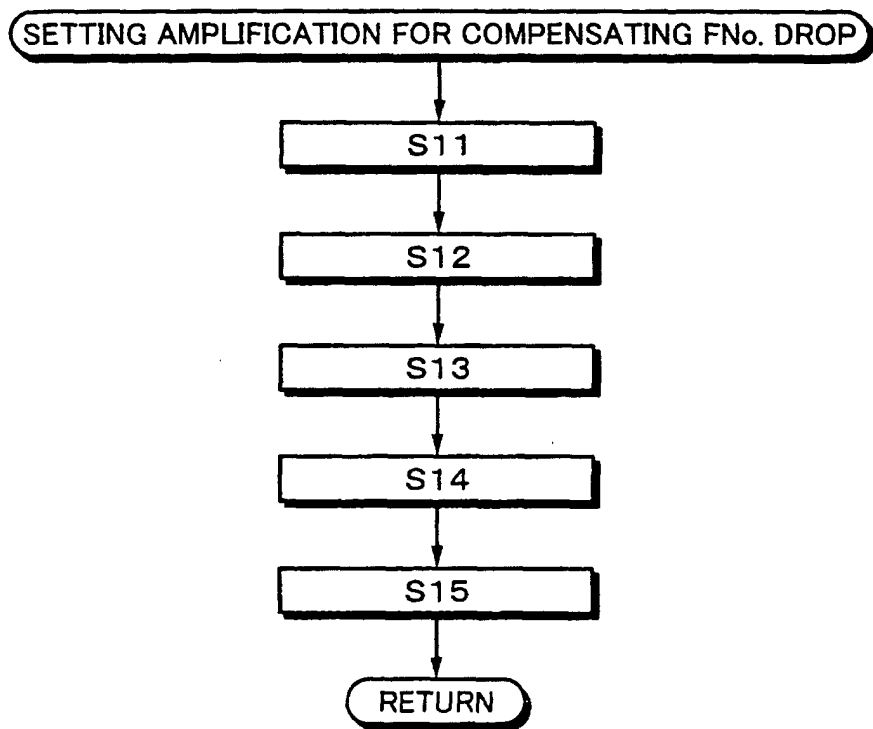 SETTING AMPLIFICATION FOR COMPENSATING FNo. DROP
S11
S12
S13
S14
S15
RETURN